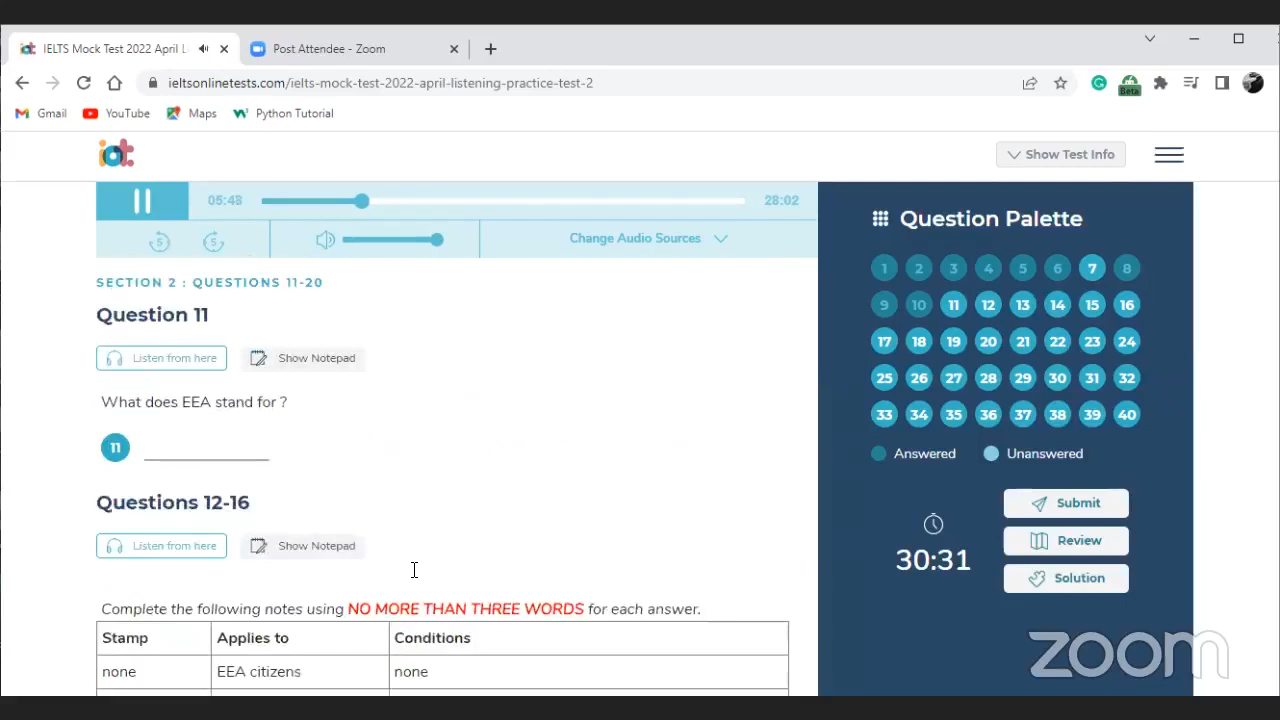 IELTS Mock Test 2022 April L
Post Attendee - Zoom
ieltsonlinetests.com/ielts-mock-test-2022-april-listening-practice-test-2
Beta
Gmail
YouTube
Maps
Python Tutorial
iot
Show Test Info
05:48
28:02
5
5
Change Audio Sources
SECTION 2 : QUESTIONS 11-20
Question 11
Listen from here
Show Notepad
What does EEA stand for ?
11
Questions 12-16
Listen from here
Show Notepad
Complete the following notes using NO MORE THAN THREE WORDS for each answer.
Stamp Applies to Conditions
none EEA citizens none
Question Palette
1 2 3 4 5 6 7 8
9 10 11 12 13 14 15 16
17 18 19 20 21 22 23 24
25 26 27 28 29 30 31 32
33 34 35 36 37 38 39 40
Answered Unanswered
30:31
Submit
Review
Solution
zoom